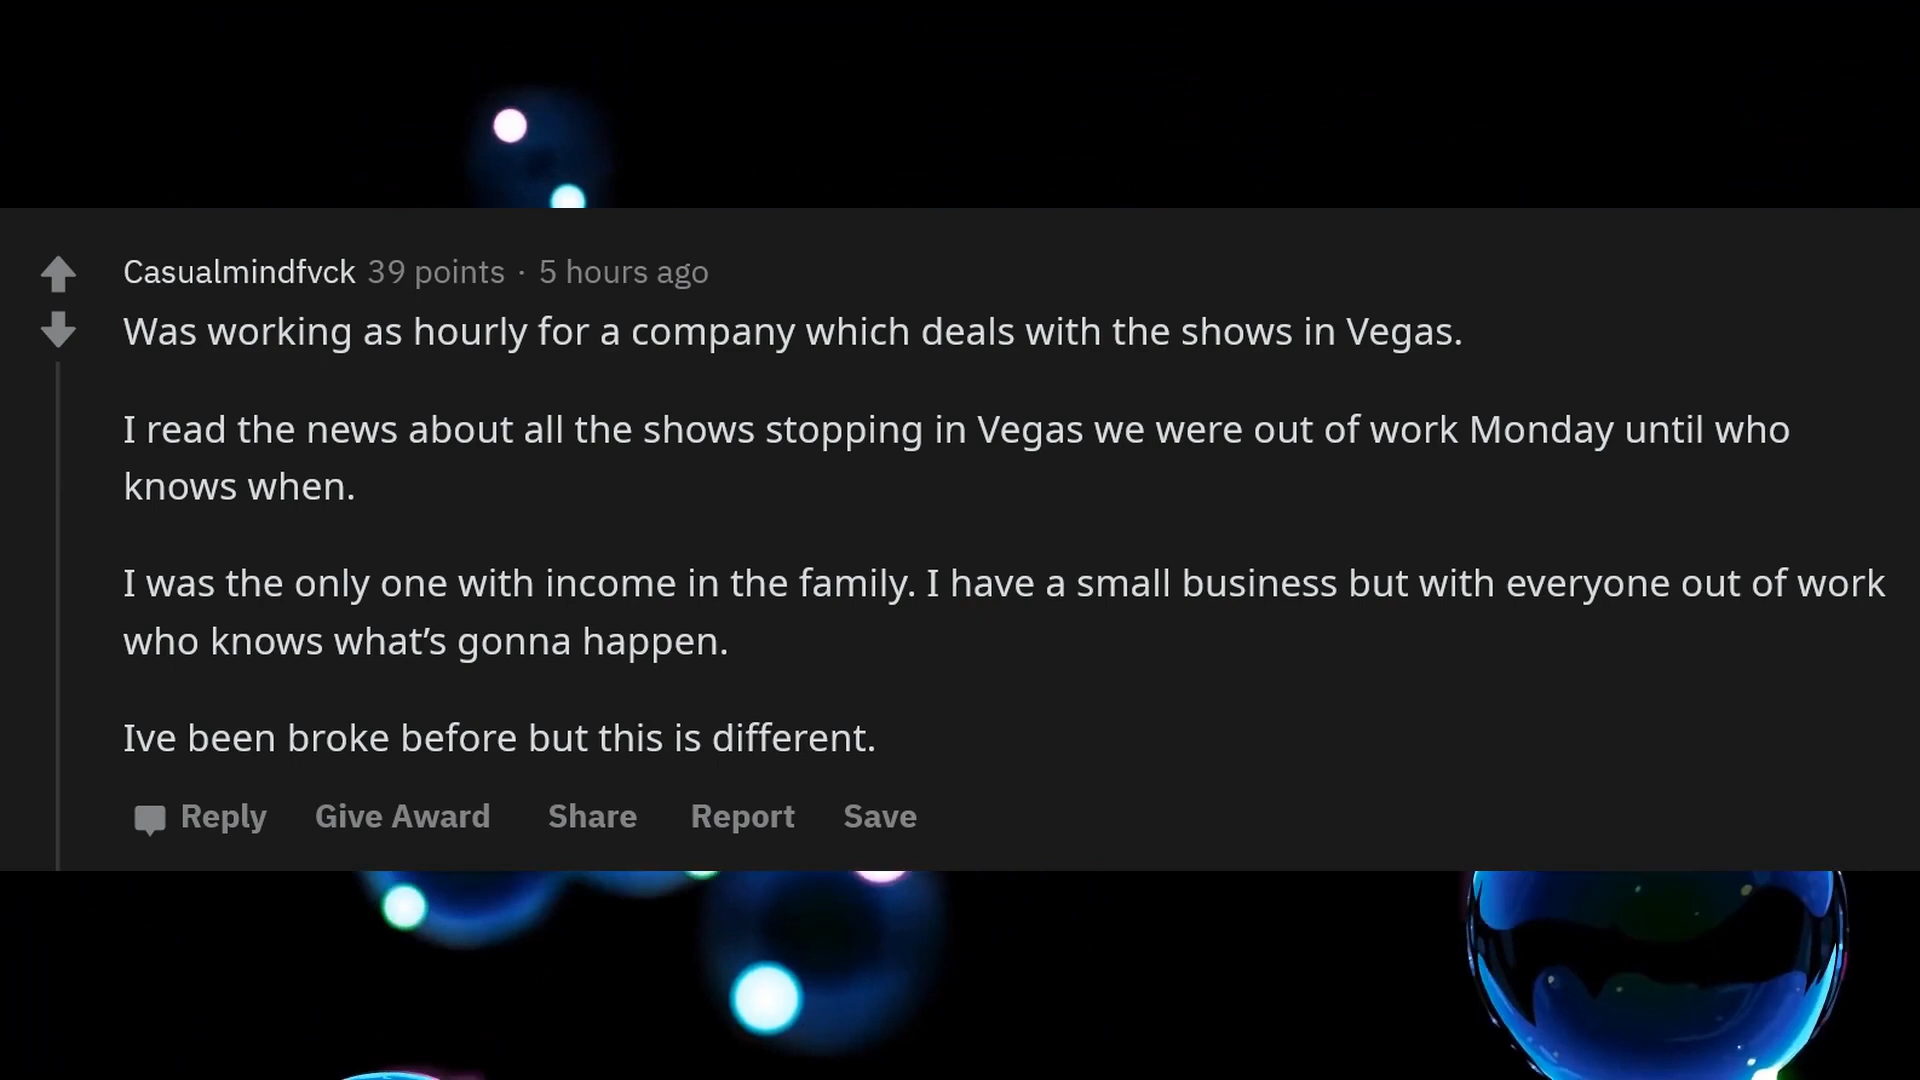 Casualmindfvck 39 points · 5 hours ago
Was working as hourly for a company which deals with the shows in Vegas.
I read the news about all the shows stopping in Vegas we were out of work Monday until who
knows when.
I was the only one with income in the family. I have a small business but with everyone out of work
who knows what’s gonna happen.
Ive been broke before but this is different.
Reply Give Award Share Report Save